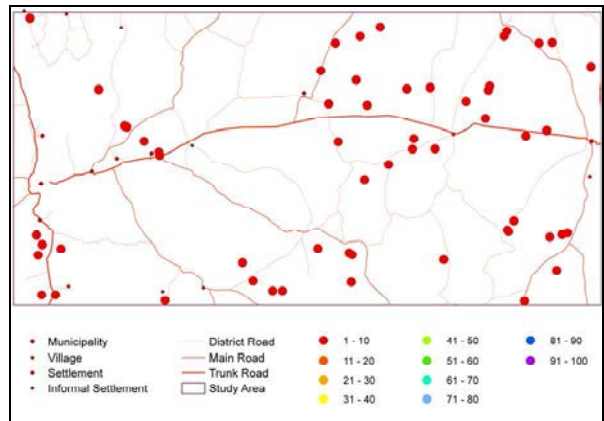 Municipality
Village
Settlement
Informal Settlement
District Road
Main Road
Trunk Road
Study Area
1 - 10
11 - 20
21 - 30
31 - 40
41 - 50
51 - 60
61 - 70
71 - 80
81 - 90
91 - 100